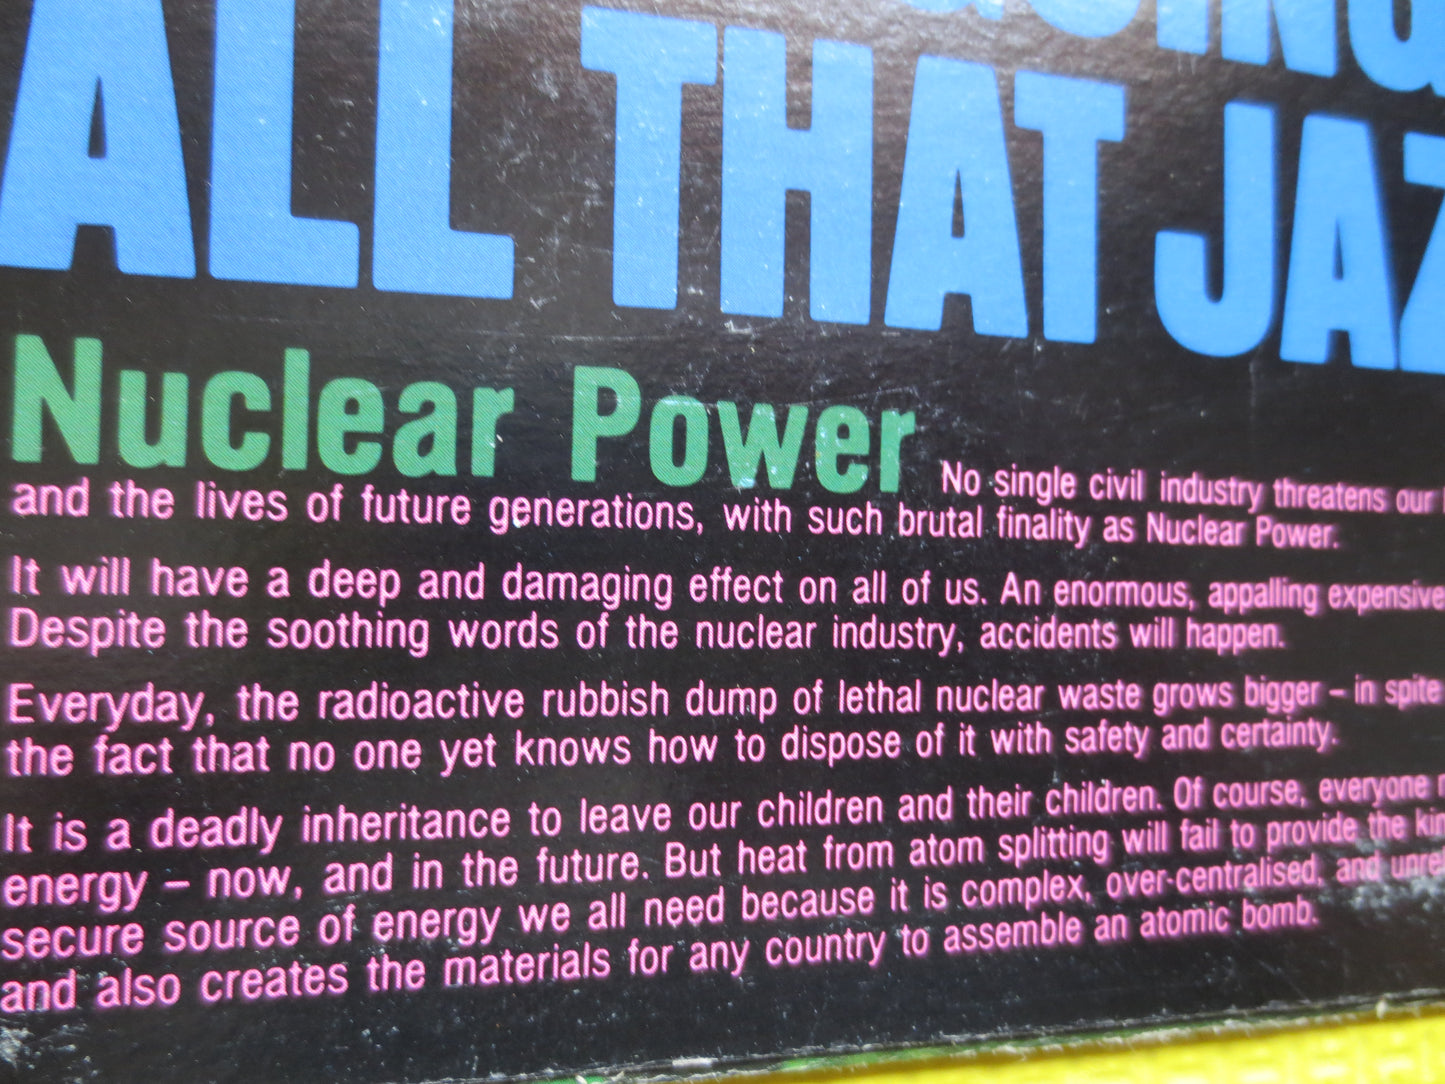 ALL THAT JAZ
Nuclear Power No single civil industry threatens our
and the lives of future generations, with such brutal finality as Nuclear Power.
It will have a deep and damaging effect on all of us. An enormous, appalling expensive
Despite the soothing words of the nuclear industry, accidents will happen.
Everyday, the radioactive rubbish dump of lethal nuclear waste grows bigger – in spite
the fact that no one yet knows how to dispose of it with safety and certainty.
It is a deadly inheritance to leave our children and their children. Of course, everyone
energy – now, and in the future. But heat from atom splitting will fail to provide the
secure source of energy we all need because it is complex, over-centralised, and
and also creates the materials for any country to assemble an atomic bomb.